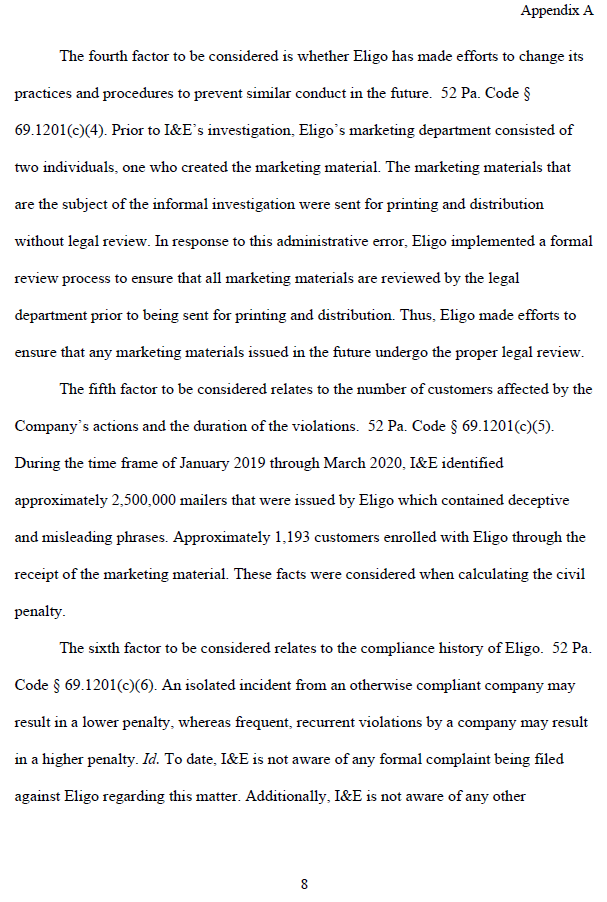 Appendix A
The fourth factor to be considered is whether Eligo has made efforts to change its
practices and procedures to prevent similar conduct in the future.  52 Pa. Code §
69.1201(c)(4). Prior to I&E's investigation, Eligo's marketing department consisted of
two individuals, one who created the marketing material. The marketing materials that
are the subject of the informal investigation were sent for printing and distribution
without legal review. In response to this administrative error, Eligo implemented a formal
review process to ensure that all marketing materials are reviewed by the legal
department prior to being sent for printing and distribution. Thus, Eligo made efforts to
ensure that any marketing materials issued in the future undergo the proper legal review.
The fifth factor to be considered relates to the number of customers affected by the
Company's actions and the duration of the violations.  52 Pa. Code § 69.1201(c)(5).
During the time frame of January 2019 through March 2020, I&E identified
approximately 2,500,000 mailers that were issued by Eligo which contained deceptive
and misleading phrases. Approximately 1,193 customers enrolled with Eligo through the
receipt of the marketing material. These facts were considered when calculating the civil
penalty.
The sixth factor to be considered relates to the compliance history of Eligo.  52 Pa.
Code § 69.1201(c)(6). An isolated incident from an otherwise compliant company may
result in a lower penalty, whereas frequent, recurrent violations by a company may result
in a higher penalty. Id. To date, I&E is not aware of any formal complaint being filed
against Eligo regarding this matter. Additionally, I&E is not aware of any other
8